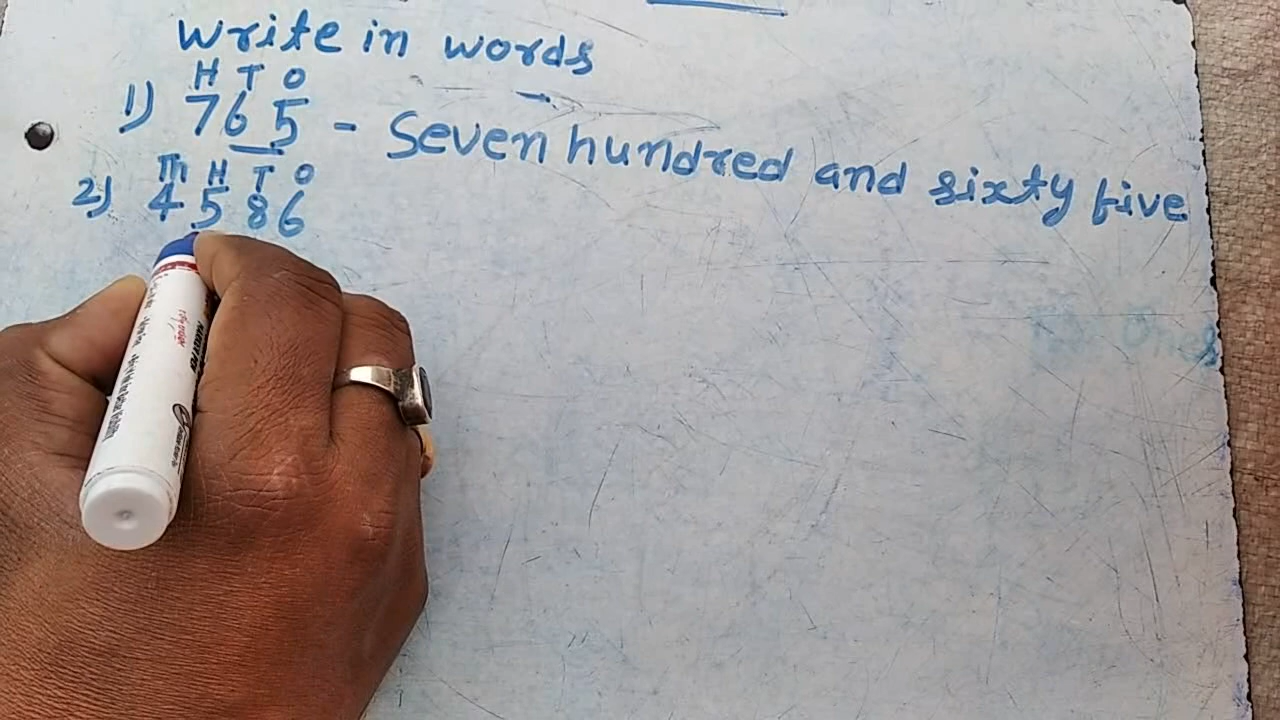 Write in words
H T O
1) 765 - Seven hundred and sixty five
Th H T O
2) 4586